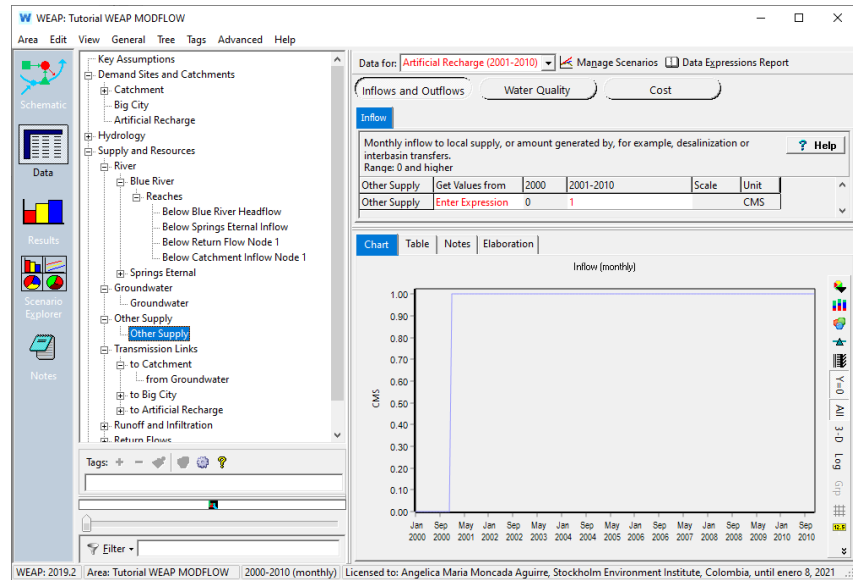 WEAP: Tutorial WEAP MODFLOW
Area Edit View General Tree Tags Advanced Help
Schematic
Data
Results
Scenario
Explorer
Notes
Key Assumptions
Demand Sites and Catchments
Catchment
Big City
Artificial Recharge
Hydrology
Supply and Resources
River
Blue River
Reaches
Below Blue River Headflow
Below Springs Eternal Inflow
Below Return Flow Node 1
Below Catchment Inflow Node 1
Springs Eternal
Groundwater
Groundwater
Other Supply
Other Supply
Transmission Links
to Catchment
from Groundwater
to Big City
to Artificial Recharge
Runoff and Infiltration
Return Flows
Tags:
Filter
Data for: Artificial Recharge (2001-2010) Manage Scenarios Data Expressions Report
Inflows and Outflows Water Quality Cost
Inflow
Monthly inflow to local supply, or amount generated by, for example, desalinization or
interbasin transfers.
Range: 0 and higher
? Help
Other Supply Get Values from 2000 2001-2010 Scale Unit
Other Supply Enter Expression 0 1 CMS
Chart Table Notes Elaboration
Inflow (monthly)
1.00
0.90
0.80
0.70
0.60
0.50
0.40
0.30
0.20
0.10
0.00
CMS
Jan Sep May Jan Sep May Jan Sep May Jan Sep May Jan Sep May Jan Sep
2000 2000 2001 2002 2002 2003 2004 2004 2005 2006 2006 2007 2008 2008 2009 2010 2010
Y=0
All
3-D
Log
Grp
12.5
WEAP: 2019.2 Area: Tutorial WEAP MODFLOW 2000-2010 (monthly) Licensed to: Angelica Maria Moncada Aguirre, Stockholm Environment Institute, Colombia, until enero 8, 2021